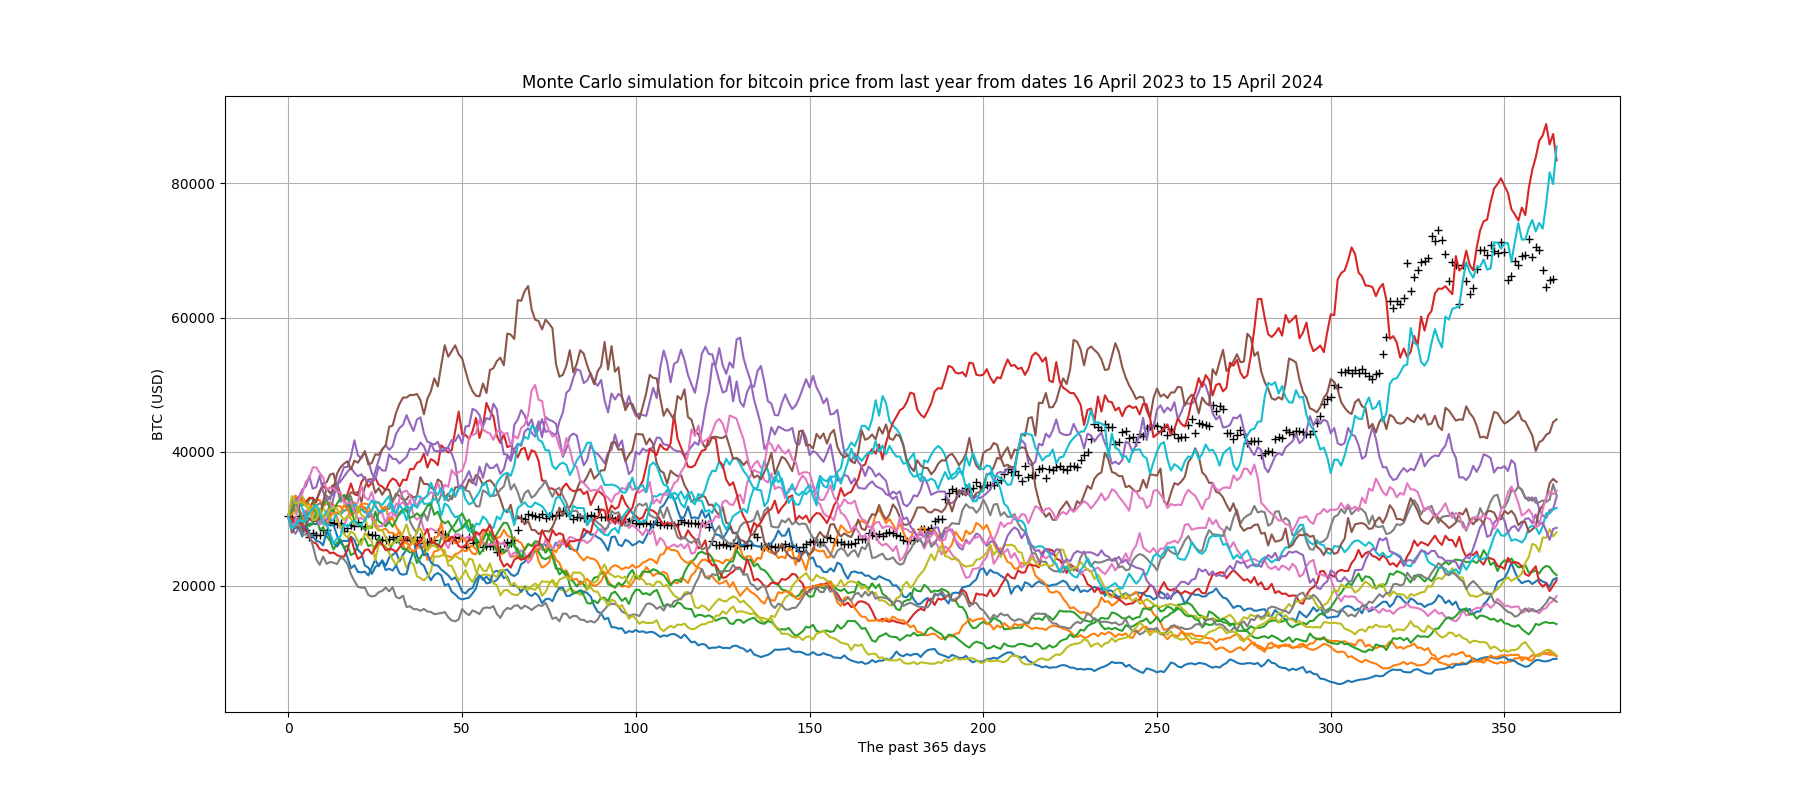 Monte Carlo simulation for bitcoin price from last year from dates 16 April 2023 to 15 April 2024
80000
60000
40000
20000
BTC (USD)
0 50 100 150 200 250 300 350
The past 365 days